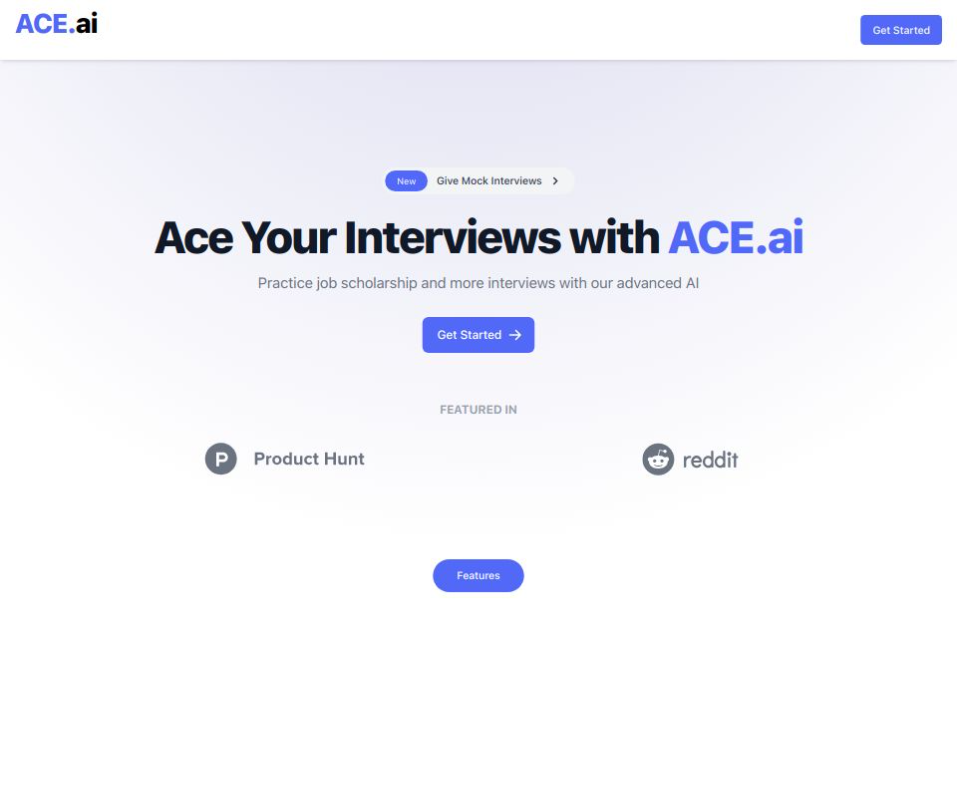 ACE.ai
Get Started
New Give Mock Interviews
Ace Your Interviews with ACE.ai
Practice job scholarship and more interviews with our advanced AI
Get Started
FEATURED IN
Product Hunt
reddit
Features